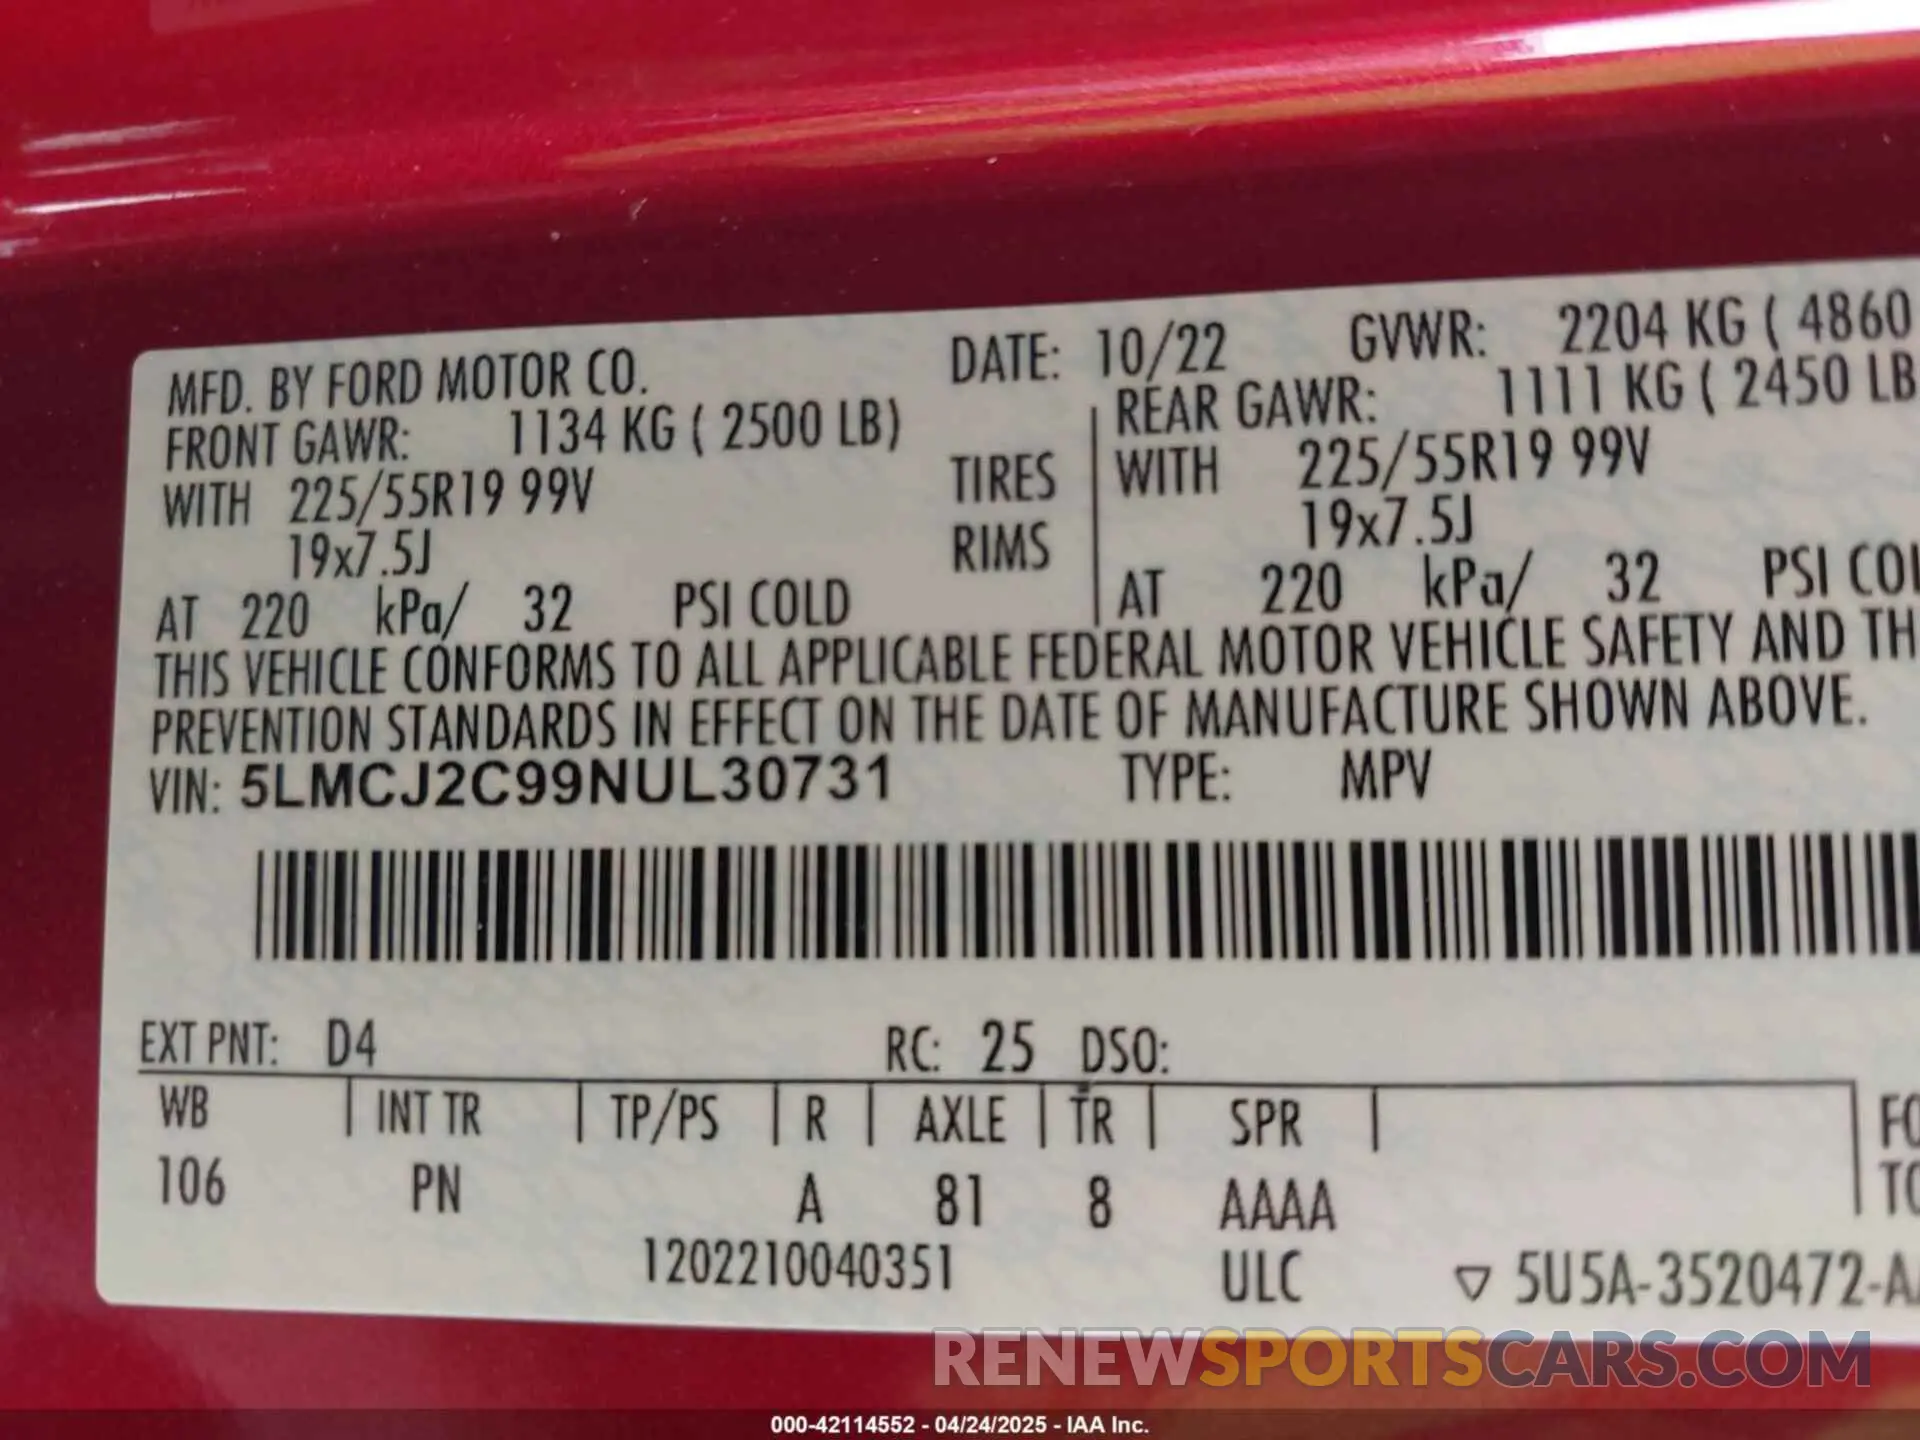 MFD. BY FORD MOTOR CO. DATE: 10/22 GVWR: 2204 KG ( 4860
FRONT GAWR: 1134 KG ( 2500 LB) REAR GAWR: 1111 KG ( 2450 LB
WITH 225/55R19 99V TIRES WITH 225/55R19 99V
19x7.5J RIMS 19x7.5J
AT 220 kPa/ 32 PSI COLD AT 220 kPa/ 32 PSI
THIS VEHICLE CONFORMS TO ALL APPLICABLE FEDERAL MOTOR VEHICLE SAFETY AND
PREVENTION STANDARDS IN EFFECT ON THE DATE OF MANUFACTURE SHOWN ABOVE.
VIN: 5LMCJ2C99NUL30731 TYPE: MPV
EXT PNT: D4 RC: 25 DSO:
WB INT TR TP/PS R AXLE TR SPR
106 PN A 81 8 AAAA
1202210040351 ULC ▽ 5U5A-3520472-A
RENEWSPORTSCARS.COM
000-42114552 - 04/24/2025 - IAA Inc.